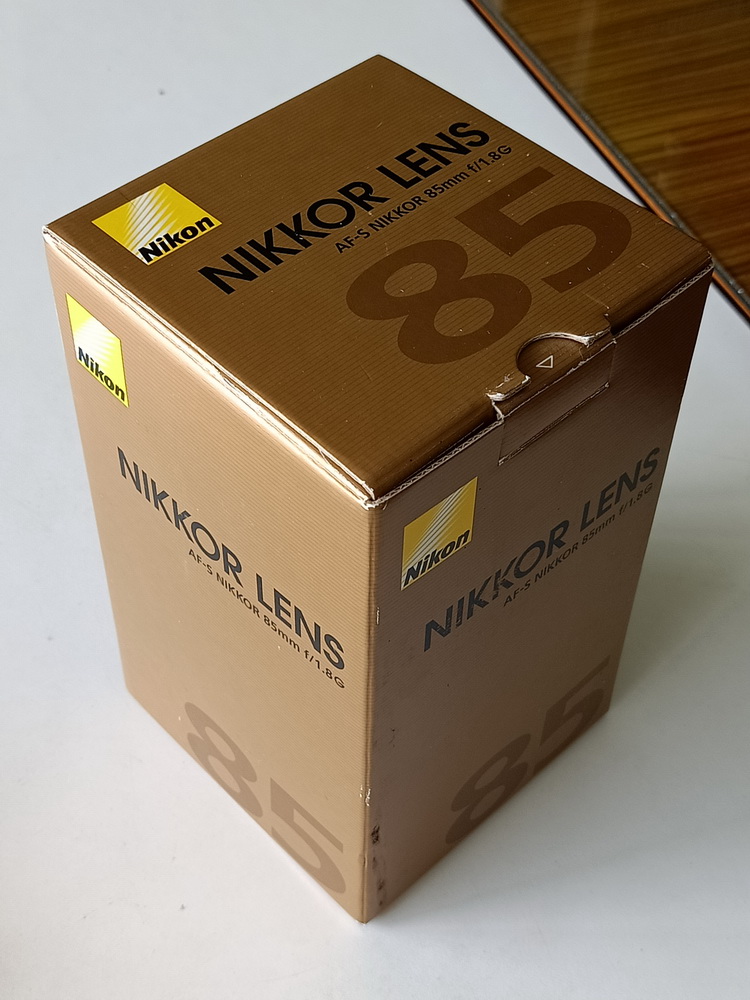 Nikon
NIKKOR LENS
AF-S NIKKOR 85mm f/1.8G
85
Nikon
NIKKOR LENS
AF-S NIKKOR 85mm f/1.8G
85
Nikon
NIKKOR LENS
AF-S NIKKOR 85mm f/1.8G
85